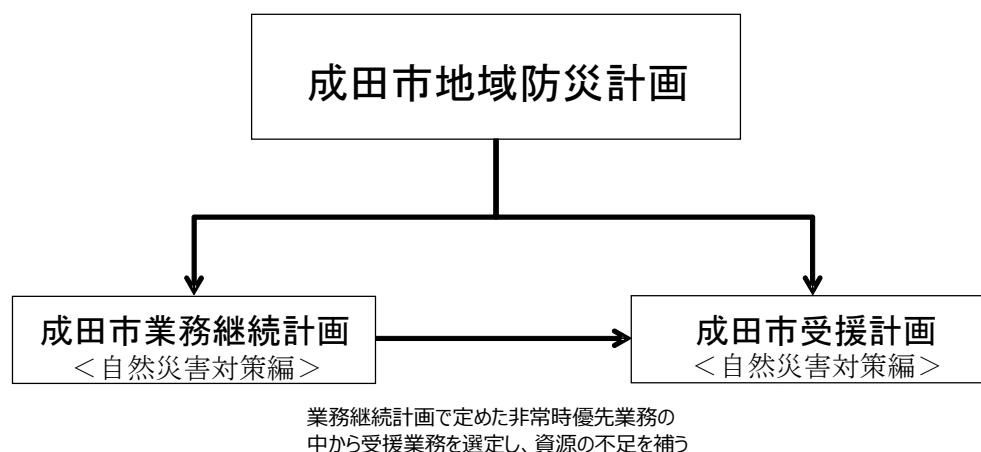 成田市地域防災計画
成田市業務継続計画
＜自然災害対策編＞
成田市受援計画
＜自然災害対策編＞
業務継続計画で定めた非常時優先業務の
中から受援業務を選定し、資源の不足を補う